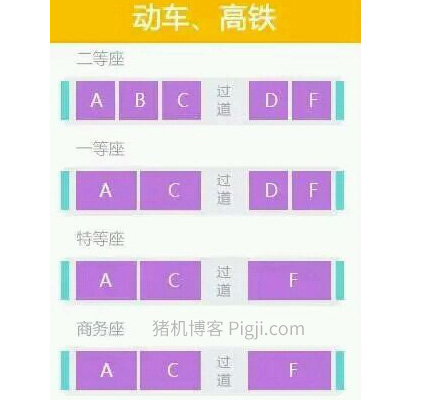 动车、高铁
二等座
A B C 过道 D F
一等座
A C 过道 D F
特等座
A C 过道 F
商务座 猪机博客 Pigji.com
A C 过道 F